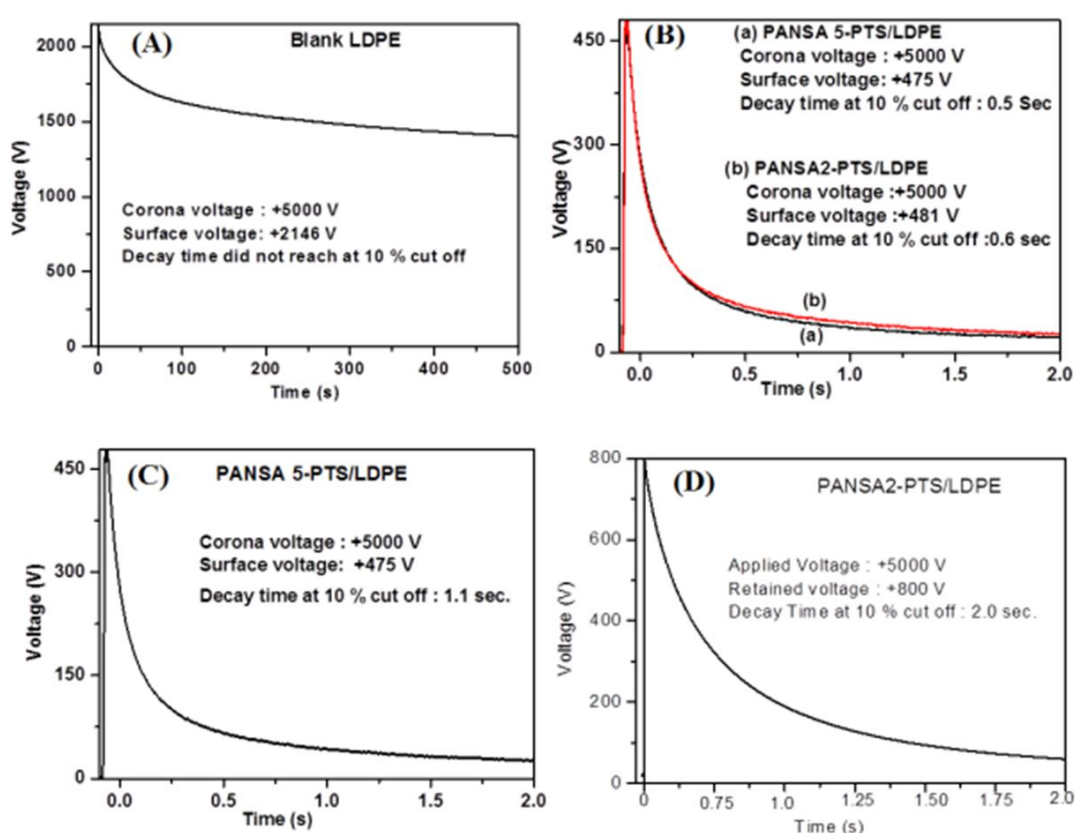 (A)
Blank LDPE
Corona voltage : +5000 V
Surface voltage: +2146 V
Decay time did not reach at 10 % cut off
Voltage (V)
2000
1500
1000
500
0
0 100 200 300 400 500
Time (s)
(B)
(a) PANSA 5-PTS/LDPE
Corona voltage : +5000 V
Surface voltage: +475 V
Decay time at 10 % cut off : 0.5 Sec
(b) PANSA2-PTS/LDPE
Corona voltage :+5000 V
Surface voltage :+481 V
Decay time at 10 % cut off :0.6 sec
(b)
(a)
Voltage (V)
450
300
150
0
0.0 0.5 1.0 1.5 2.0
Time (s)
(C)
PANSA 5-PTS/LDPE
Corona voltage : +5000 V
Surface voltage: +475 V
Decay time at 10 % cut off : 1.1 sec.
Voltage (V)
450
300
150
0
0.0 0.5 1.0 1.5 2.0
Time (s)
(D)
PANSA2-PTS/LDPE
Applied Voltage : +5000 V
Retained voltage : +800 V
Decay Time at 10 % cut off : 2.0 sec.
Voltage (V)
800
600
400
200
0
0 0.75 1.0 1.25 1.50 1.75 2.0
Time (s)